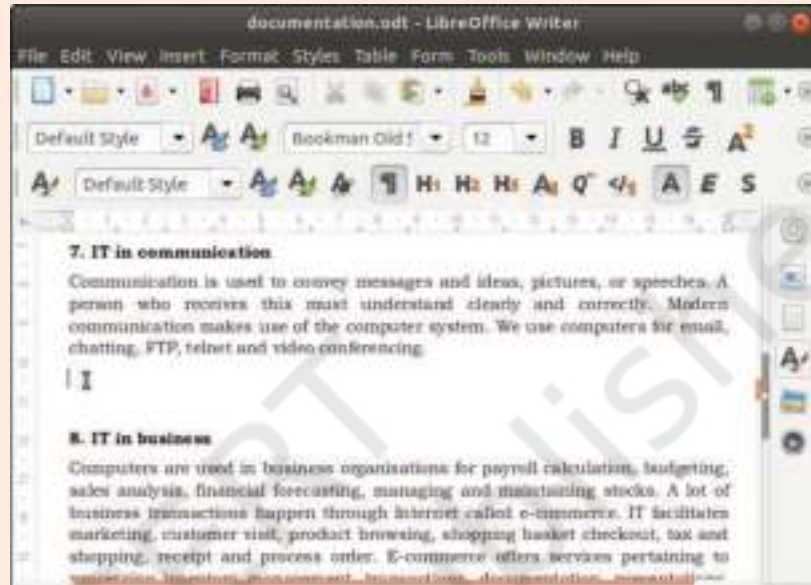 documentation.odt - LibreOffice Writer
File Edit View Insert Format Styles Table Form Tools Window Help
Default Style Bookman Old S 12 B I U S A²
Default Style ¶ H1 H2 H3 A Q A E S
7. IT in communication
Communication is used to convey messages and ideas, pictures, or speeches. A
person who receives this must understand clearly and correctly. Modern
communication makes use of the computer system. We use computers for email,
chatting, FTP, telnet and video conferencing.
8. IT in business
Computers are used in business organisations for payroll calculation, budgeting,
sales analysis, financial forecasting, managing and maintaining stocks. A lot of
business transactions happen through internet called e-commerce. IT facilitates
marketing, customer visit, product browsing, shopping basket checkout, tax and
shopping, receipt and process order. E-commerce offers services pertaining to